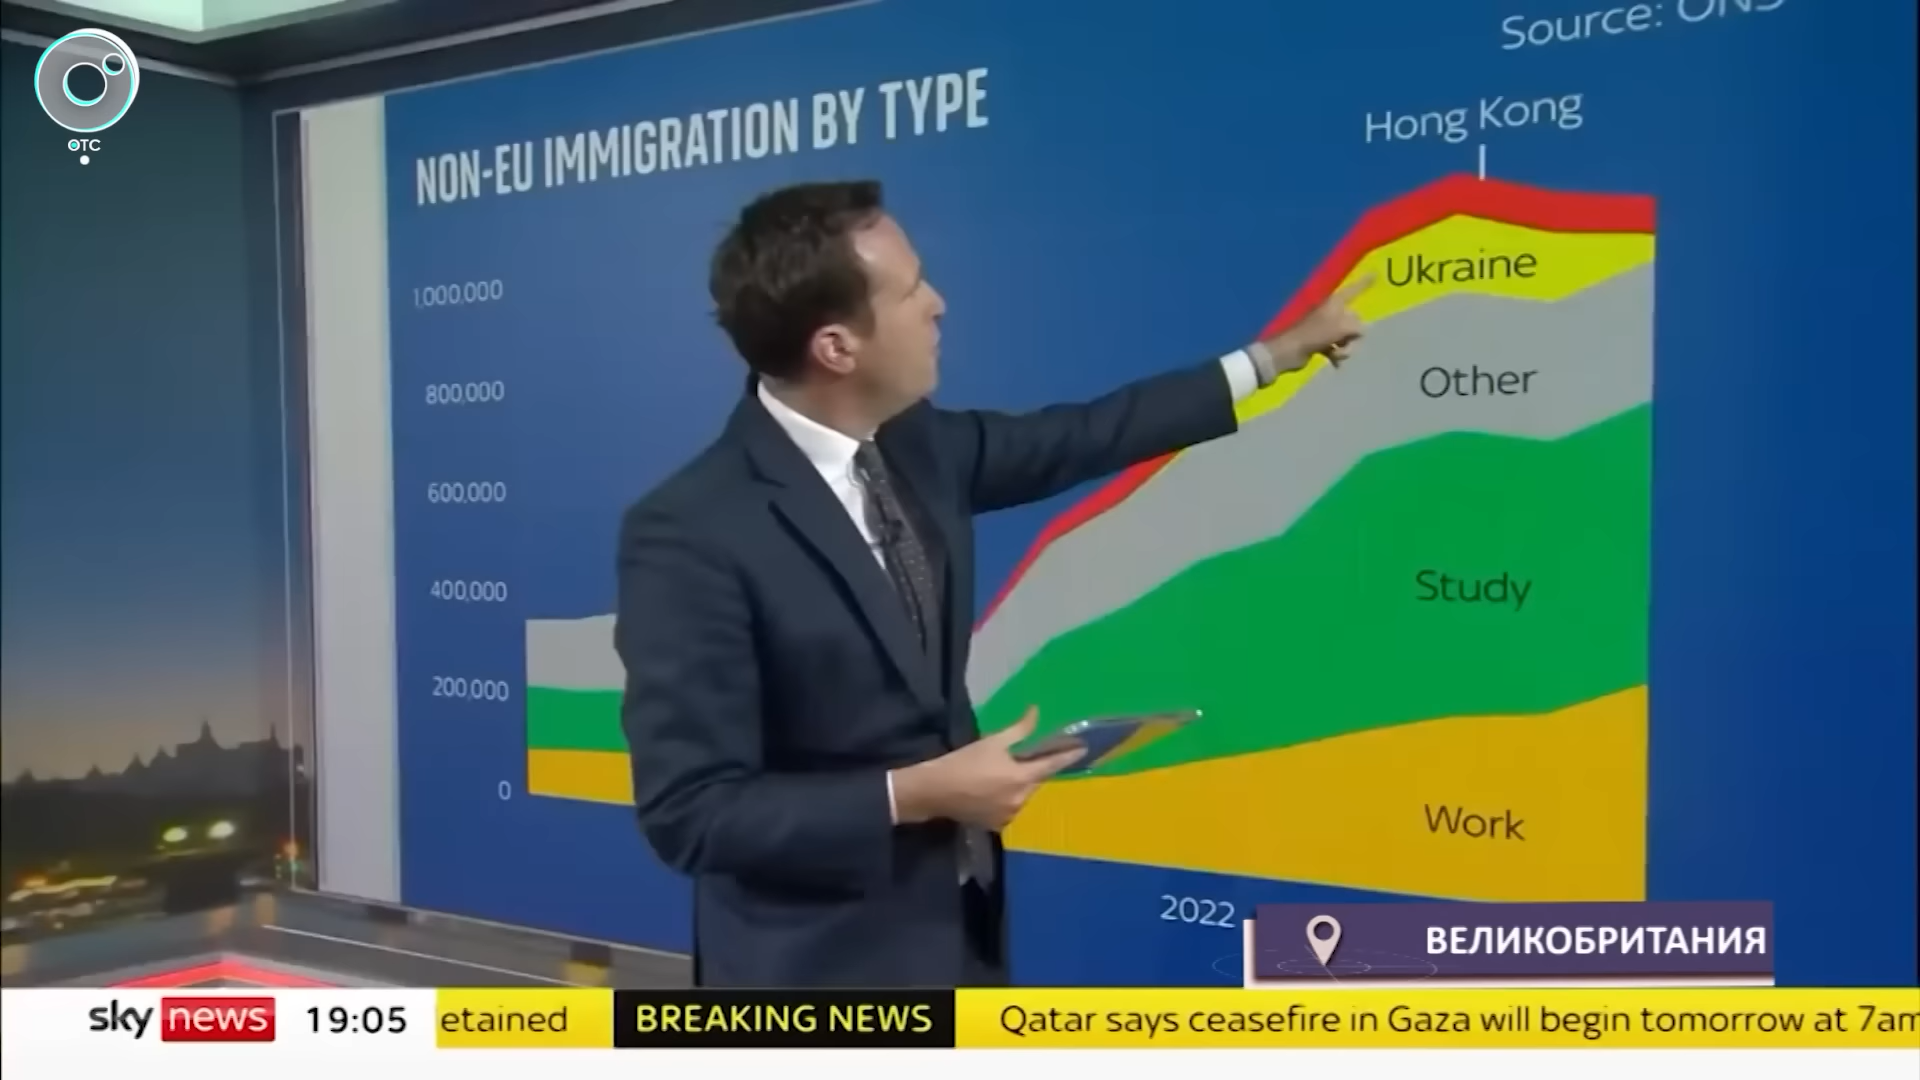 Source: ONS
OTC
NON-EU IMMIGRATION BY TYPE
Hong Kong
Ukraine
Other
Study
Work
1,000,000
800,000
600,000
400,000
200,000
0
2022
ВЕЛИКОБРИТАНИЯ
sky news 19:05 etained BREAKING NEWS Qatar says ceasefire in Gaza will begin tomorrow at 7am